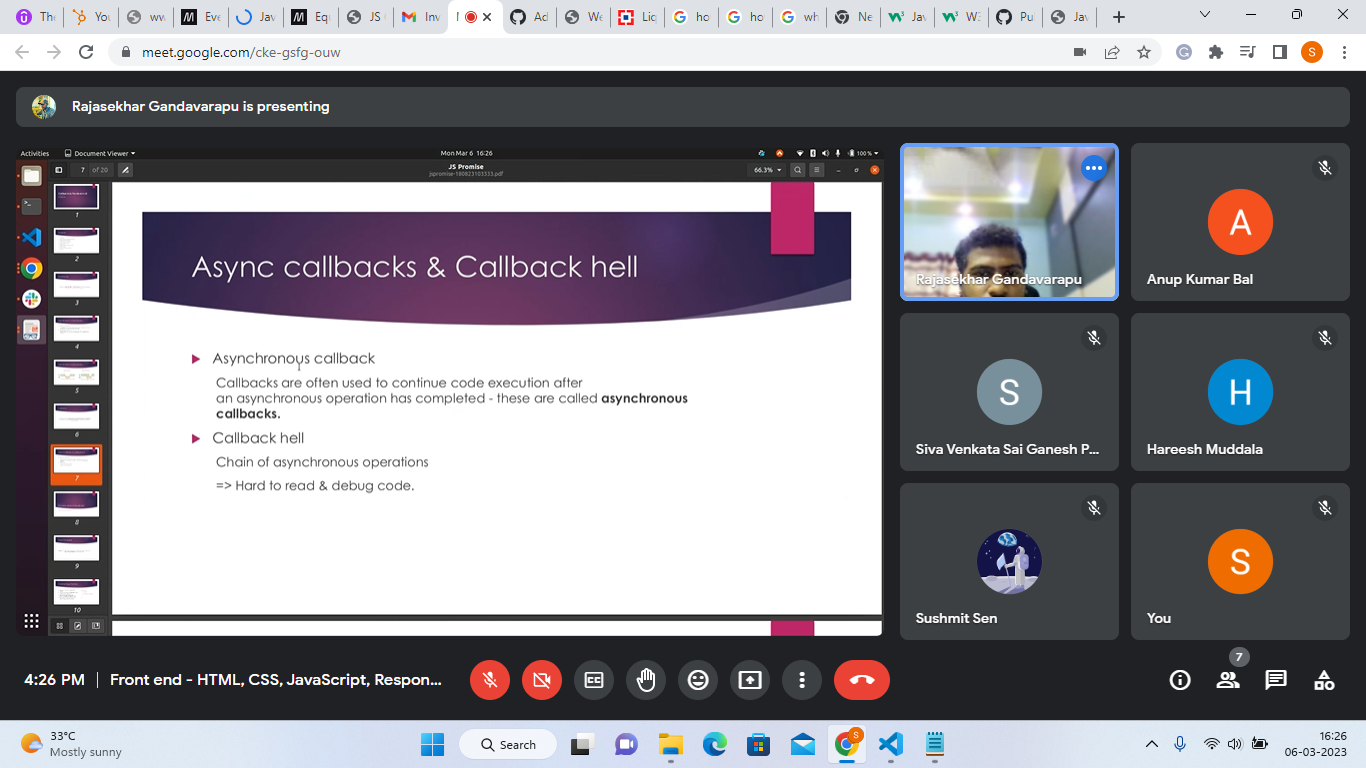 The
You
ww
Eve
Jav
Equ
JS C
Inv
Ad
We
Liq
ho
ho
wh
Ne
Jav
W3
Pu
Jav
meet.google.com/cke-gsfg-ouw
S
Rajasekhar Gandavarapu is presenting
Activities
Document Viewer
Mon Mar 6 16:26
100 %
7 of 20
JS Promise
jspromise-190823103333.pdf
66.3%
Async callbacks & Callback hell
Asynchronous callback
Callbacks are often used to continue code execution after
an asynchronous operation has completed - these are called asynchronous
callbacks.
Callback hell
Chain of asynchronous operations
=> Hard to read & debug code.
1
2
3
4
5
6
7
8
9
10
Rajasekhar Gandavarapu
A
Anup Kumar Bal
S
Siva Venkata Sai Ganesh P...
H
Hareesh Muddala
Sushmit Sen
S
You
4:26 PM | Front end - HTML, CSS, JavaScript, Respon...
7
33°C
Mostly sunny
Search
S
16:26
06-03-2023